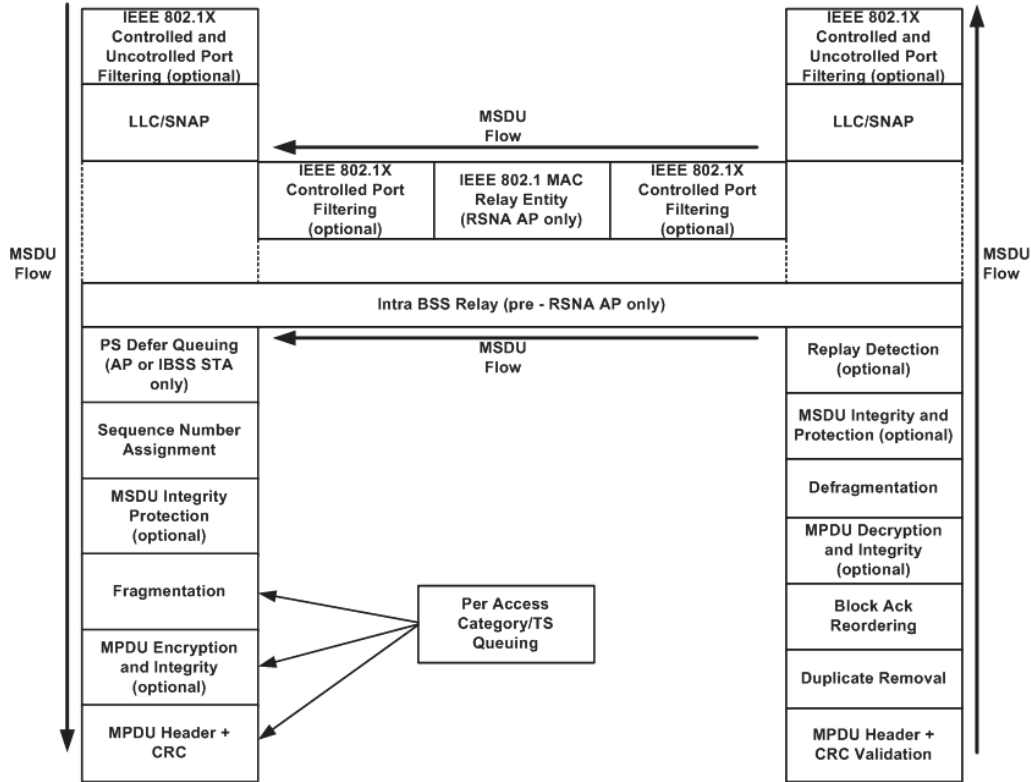 IEEE 802.1X
Controlled and
Uncotrolled Port
Filtering (optional)
LLC/SNAP
MSDU
Flow
IEEE 802.1X
Controlled and
Uncotrolled Port
Filtering (optional)
LLC/SNAP
MSDU
Flow
IEEE 802.1X
Controlled Port
Filtering
(optional)
IEEE 802.1 MAC
Relay Entity
(RSNA AP only)
IEEE 802.1X
Controlled Port
Filtering
(optional)
MSDU
Flow
Intra BSS Relay (pre - RSNA AP only)
MSDU
Flow
PS Defer Queuing
(AP or IBSS STA
only)
Sequence Number
Assignment
MSDU Integrity
Protection
(optional)
Fragmentation
MPDU Encryption
and Integrity
(optional)
MPDU Header +
CRC
Per Access
Category/TS
Queuing
Replay Detection
(optional)
MSDU Integrity and
Protection (optional)
Defragmentation
MPDU Decryption
and Integrity
(optional)
Block Ack
Reordering
Duplicate Removal
MPDU Header +
CRC Validation